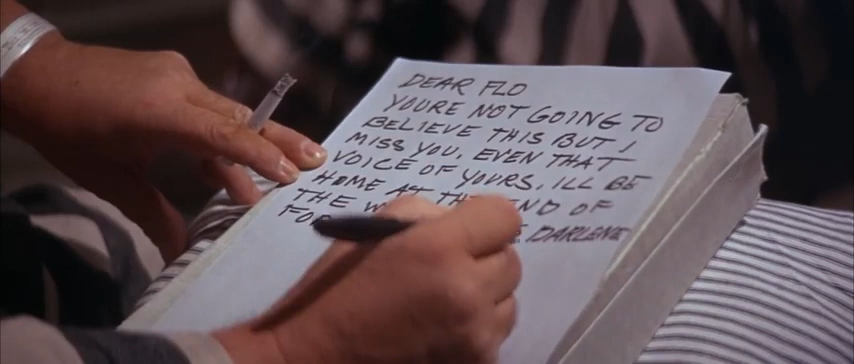 DEAR FLO
YOURE NOT GOING TO
BELIEVE THIS BUT I
MISS YOU. EVEN THAT
VOICE OF YOURS. ILL BE
HOME AT THE END OF
THE DARLENE